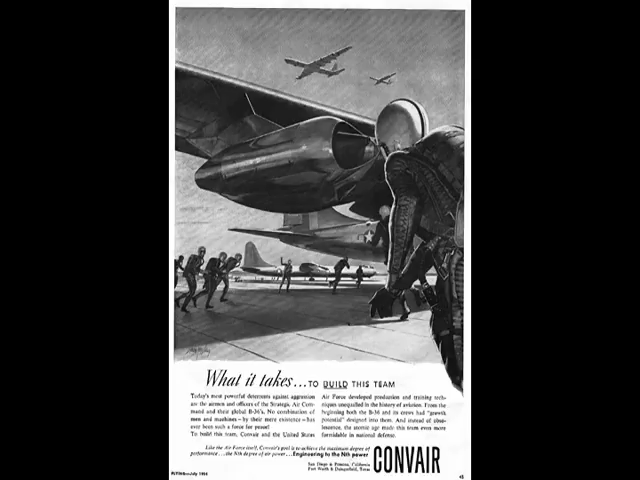 What it takes... TO BUILD THIS TEAM
Today's most powerful deterrents against aggression
are the airmen and officers of the Strategic Air Com-
mand and their global B-36's. No combination of
men and machines — by their mere existence — has
ever been such a force for peace!
To build this team, Convair and the United States
Air Force developed production and training tech-
niques unequalled in the history of aviation. From the
beginning both the B-36 and its crews had "growth
potential" designed into them. And instead of obso-
lescence, the atomic age made this team even more
formidable in national defense.
Like the Air Force itself, Convair's goal is to achieve the maximum degree of
performance... the Nth degree of air power... Engineering to the Nth power
San Diego & Pomona, California
Fort Worth & Daingerfield, Texas
CONVAIR
FLYING—July 1954